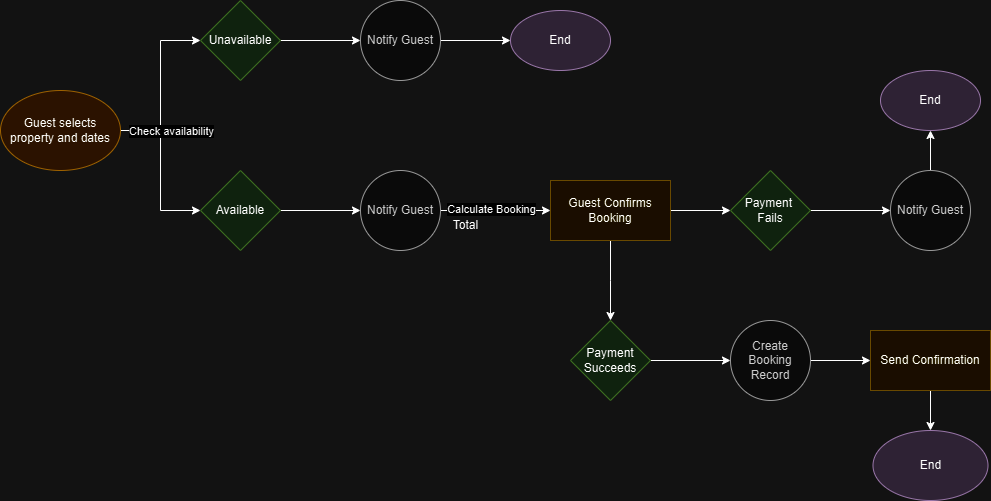 Unavailable
Notify Guest
End
Guest selects
property and dates
Check availability
End
Available
Notify Guest
Calculate Booking
Total
Guest Confirms
Booking
Payment
Fails
Notify Guest
Payment
Succeeds
Create
Booking
Record
Send Confirmation
End